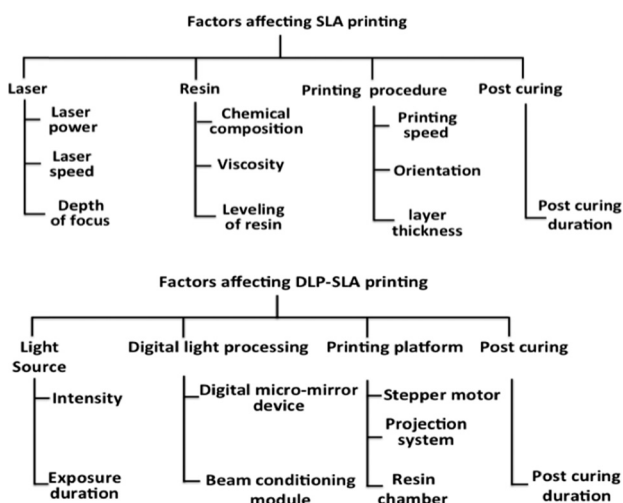 Factors affecting SLA printing
Laser
Resin
Printing procedure
Post curing
Laser
power
Laser
speed
Depth
of focus
Chemical
composition
Viscosity
Leveling
of resin
Printing
speed
Orientation
layer
thickness
Post curing
duration
Factors affecting DLP-SLA printing
Light
Source
Digital light processing
Printing platform
Post curing
Intensity
Exposure
duration
Digital micro-mirror
device
Beam conditioning
module
Stepper motor
Projection
system
Resin
chamber
Post curing
duration